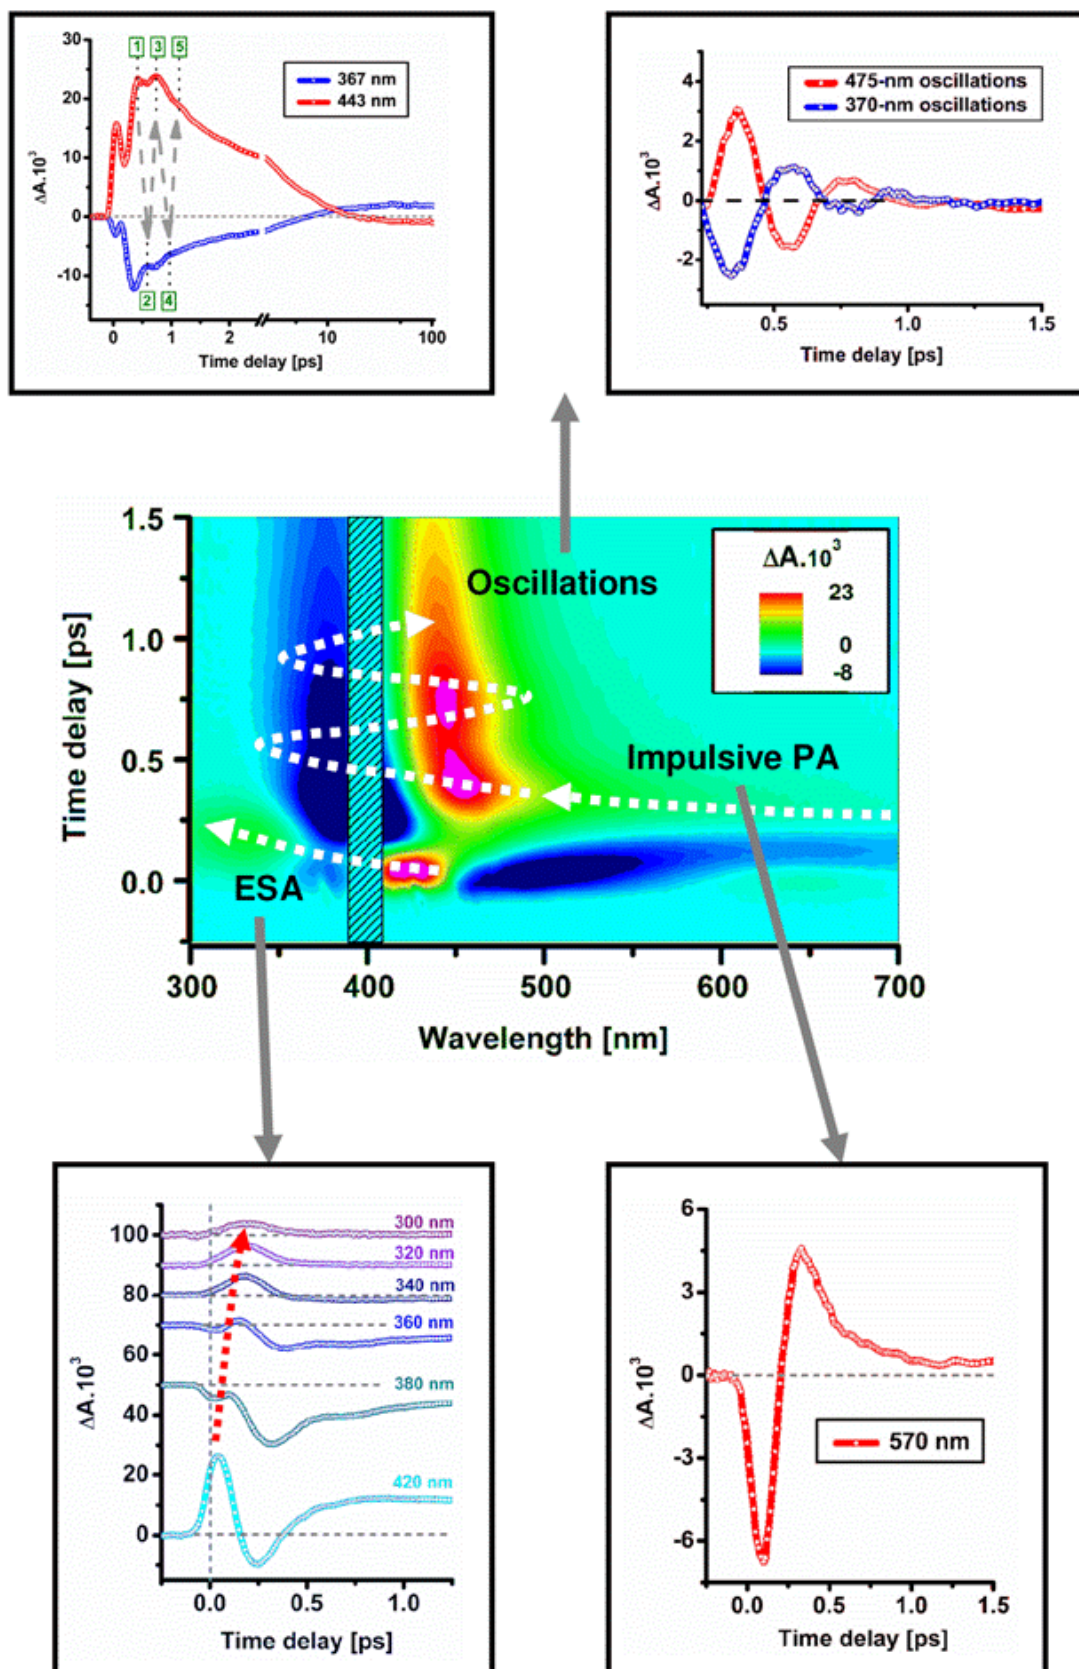 30
20
10
0
-10
ΔA.10³
1 3 5
2 4
367 nm
443 nm
0 1 2 10 100
Time delay [ps]
4
2
0
-2
ΔA.10³
475-nm oscillations
370-nm oscillations
0.5 1.0 1.5
Time delay [ps]
1.5
1.0
0.5
0.0
Time delay [ps]
Oscillations
Impulsive PA
ESA
ΔA.10³
23
0
-8
300 400 500 600 700
Wavelength [nm]
100
80
60
40
20
0
ΔA.10³
300 nm
320 nm
340 nm
360 nm
380 nm
420 nm
0.0 0.5 1.0
Time delay [ps]
6
3
0
-3
-6
ΔA.10³
570 nm
0.0 0.5 1.0 1.5
Time delay [ps]